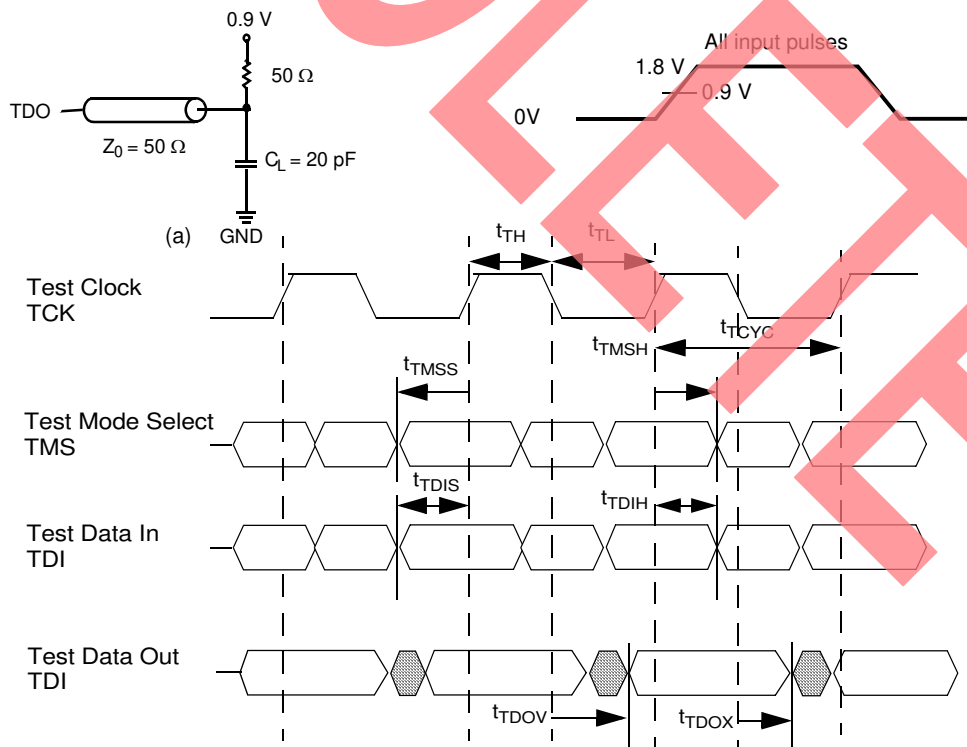 0.9 V
50 Ω
TDO
Z0 = 50 Ω
CL = 20 pF
(a)
GND
All input pulses
1.8 V
0.9 V
0V
tTH
tTL
Test Clock
TCK
tTCYC
tTMSH
tTMSS
Test Mode Select
TMS
tTDIS
tTDIH
Test Data In
TDI
Test Data Out
TDI
tTDOV
tTDOX